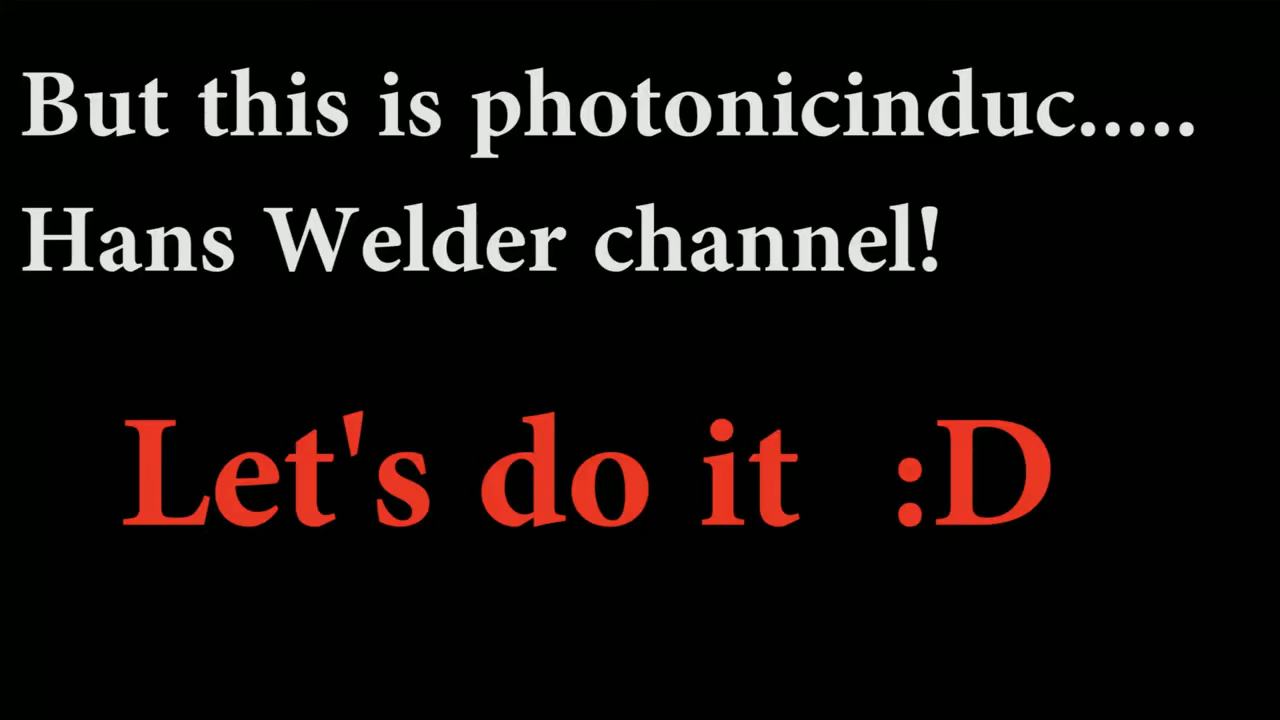 But this is photonicinduc.....
Hans Welder channel!
Let's do it :D